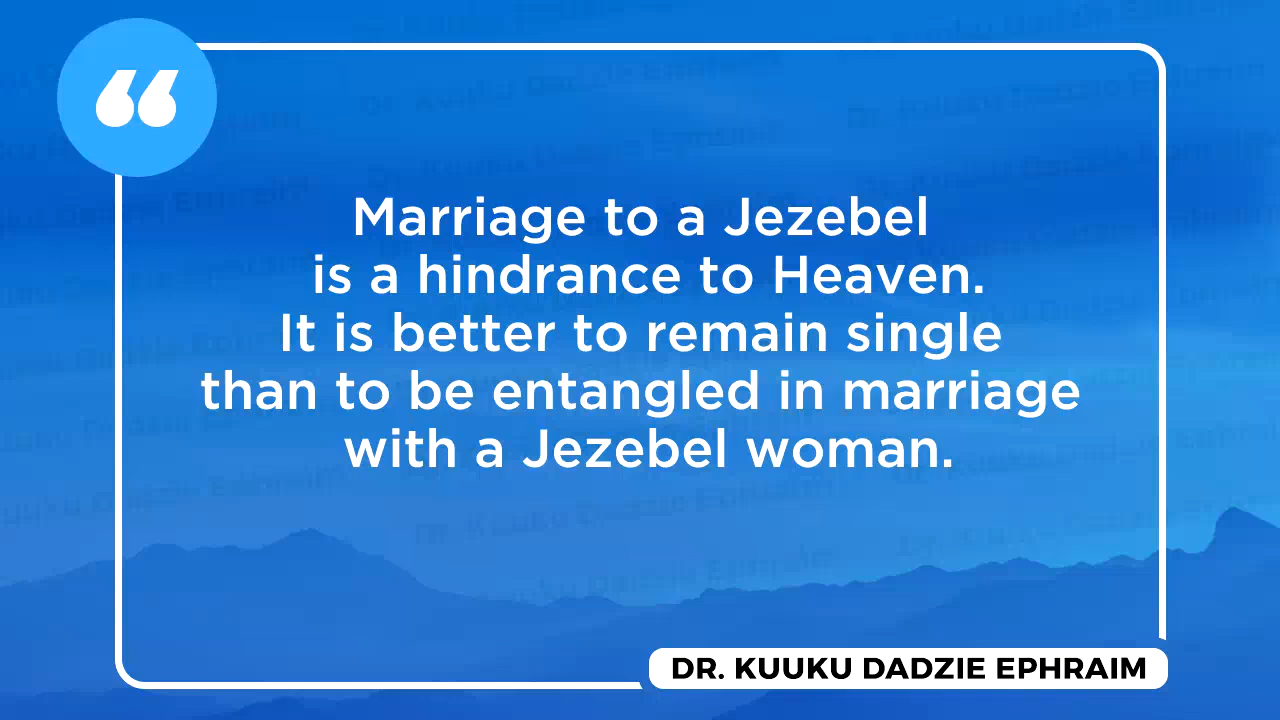 Marriage to a Jezebel
is a hindrance to Heaven.
It is better to remain single
than to be entangled in marriage
with a Jezebel woman.
DR. KUUKU DADZIE EPHRAIM